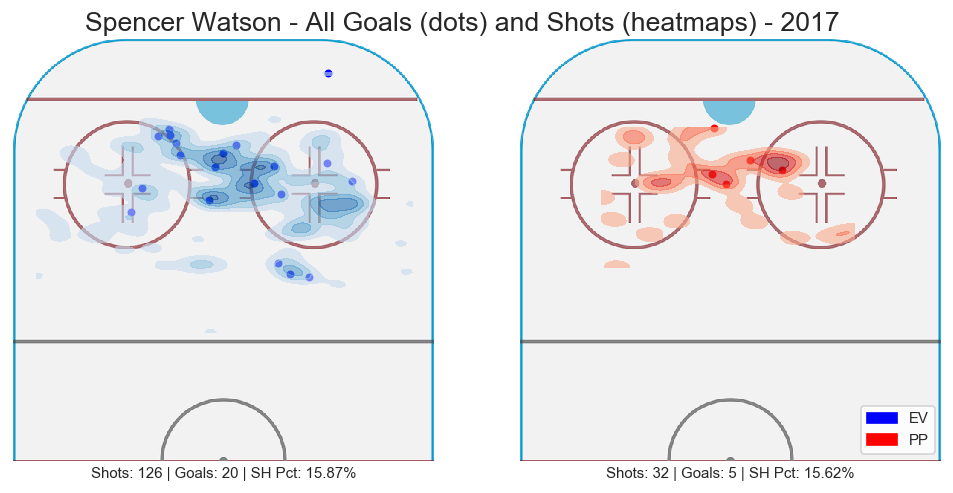 Spencer Watson - All Goals (dots) and Shots (heatmaps) - 2017
EV
PP
Shots: 126 | Goals: 20 | SH Pct: 15.87%
Shots: 32 | Goals: 5 | SH Pct: 15.62%